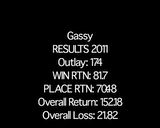 Gassy
RESULTS 2011
Outlay: 174
WIN RTN: 81.7
PLACE RTN: 70.48
Overall Return: 152.18
Overall Loss: 21.82